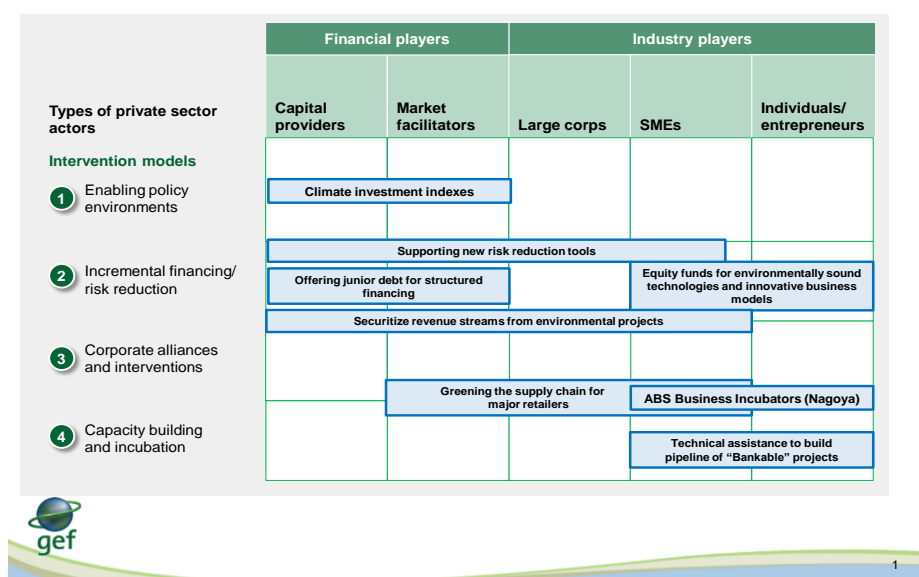 Financial players
Industry players
Types of private sector
actors
Capital
providers
Market
facilitators
Large corps
SMEs
Individuals/
entrepreneurs
Intervention models
1
Enabling policy
environments
Climate investment indexes
2
Incremental financing/
risk reduction
Supporting new risk reduction tools
Offering junior debt for structured
financing
Equity funds for environmentally sound
technologies and innovative business
models
Securitize revenue streams from environmental projects
3
Corporate alliances
and interventions
Greening the supply chain for
major retailers
ABS Business Incubators (Nagoya)
4
Capacity building
and incubation
Technical assistance to build
pipeline of “Bankable” projects
gef
1